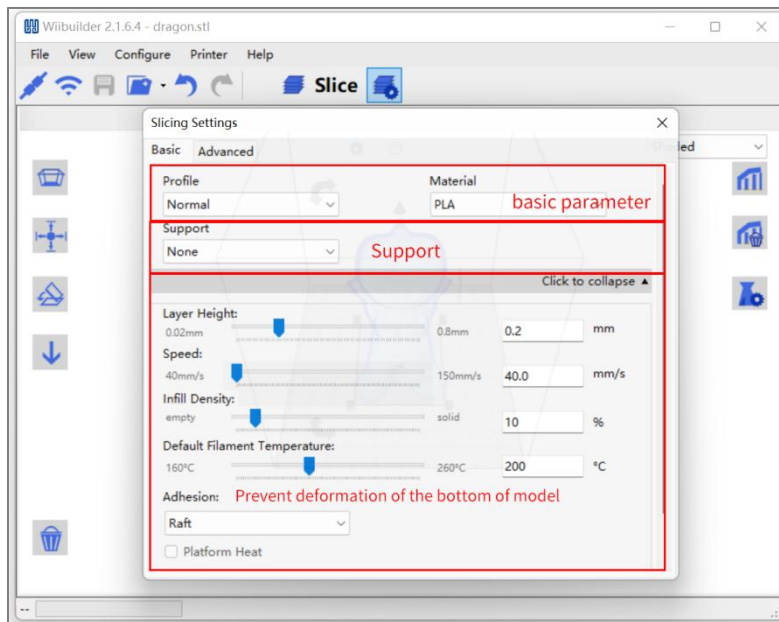 Wiibuilder 2.1.6.4 - dragon.stl
File View Configure Printer Help
Slice
Slicing Settings
Basic Advanced
Profile Material
Normal PLA basic parameter
Support
None Support
Click to collapse ▲
Layer Height:
0.02mm 0.8mm 0.2 mm
Speed:
40mm/s 150mm/s 40.0 mm/s
Infill Density:
empty solid 10 %
Default Filament Temperature:
160°C 260°C 200 °C
Adhesion: Prevent deformation of the bottom of model
Raft
Platform Heat
--